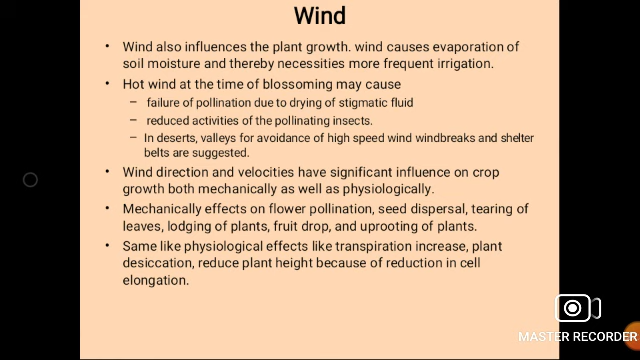 Wind
• Wind also influences the plant growth. wind causes evaporation of
soil moisture and thereby necessities more frequent irrigation.
• Hot wind at the time of blossoming may cause
– failure of pollination due to drying of stigmatic fluid
– reduced activities of the pollinating insects.
– In deserts, valleys for avoidance of high speed wind windbreaks and shelter
belts are suggested.
• Wind direction and velocities have significant influence on crop
growth both mechanically as well as physiologically.
• Mechanically effects on flower pollination, seed dispersal, tearing of
leaves, lodging of plants, fruit drop, and uprooting of plants.
• Same like physiological effects like transpiration increase, plant
desiccation, reduce plant height because of reduction in cell
elongation.
MASTER RECORDER